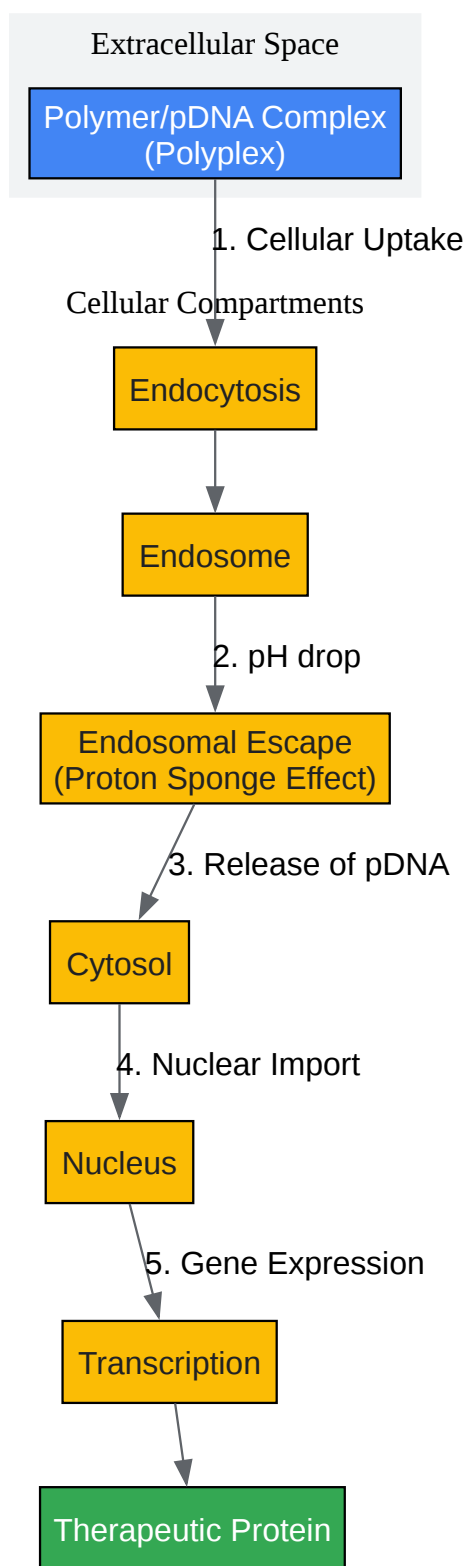 Extracellular Space
Polymer/pDNA Complex
(Polyplex)
1. Cellular Uptake
Cellular Compartments
Endocytosis
Endosome
2. pH drop
Endosomal Escape
(Proton Sponge Effect)
3. Release of pDNA
Cytosol
4. Nuclear Import
Nucleus
5. Gene Expression
Transcription
Therapeutic Protein